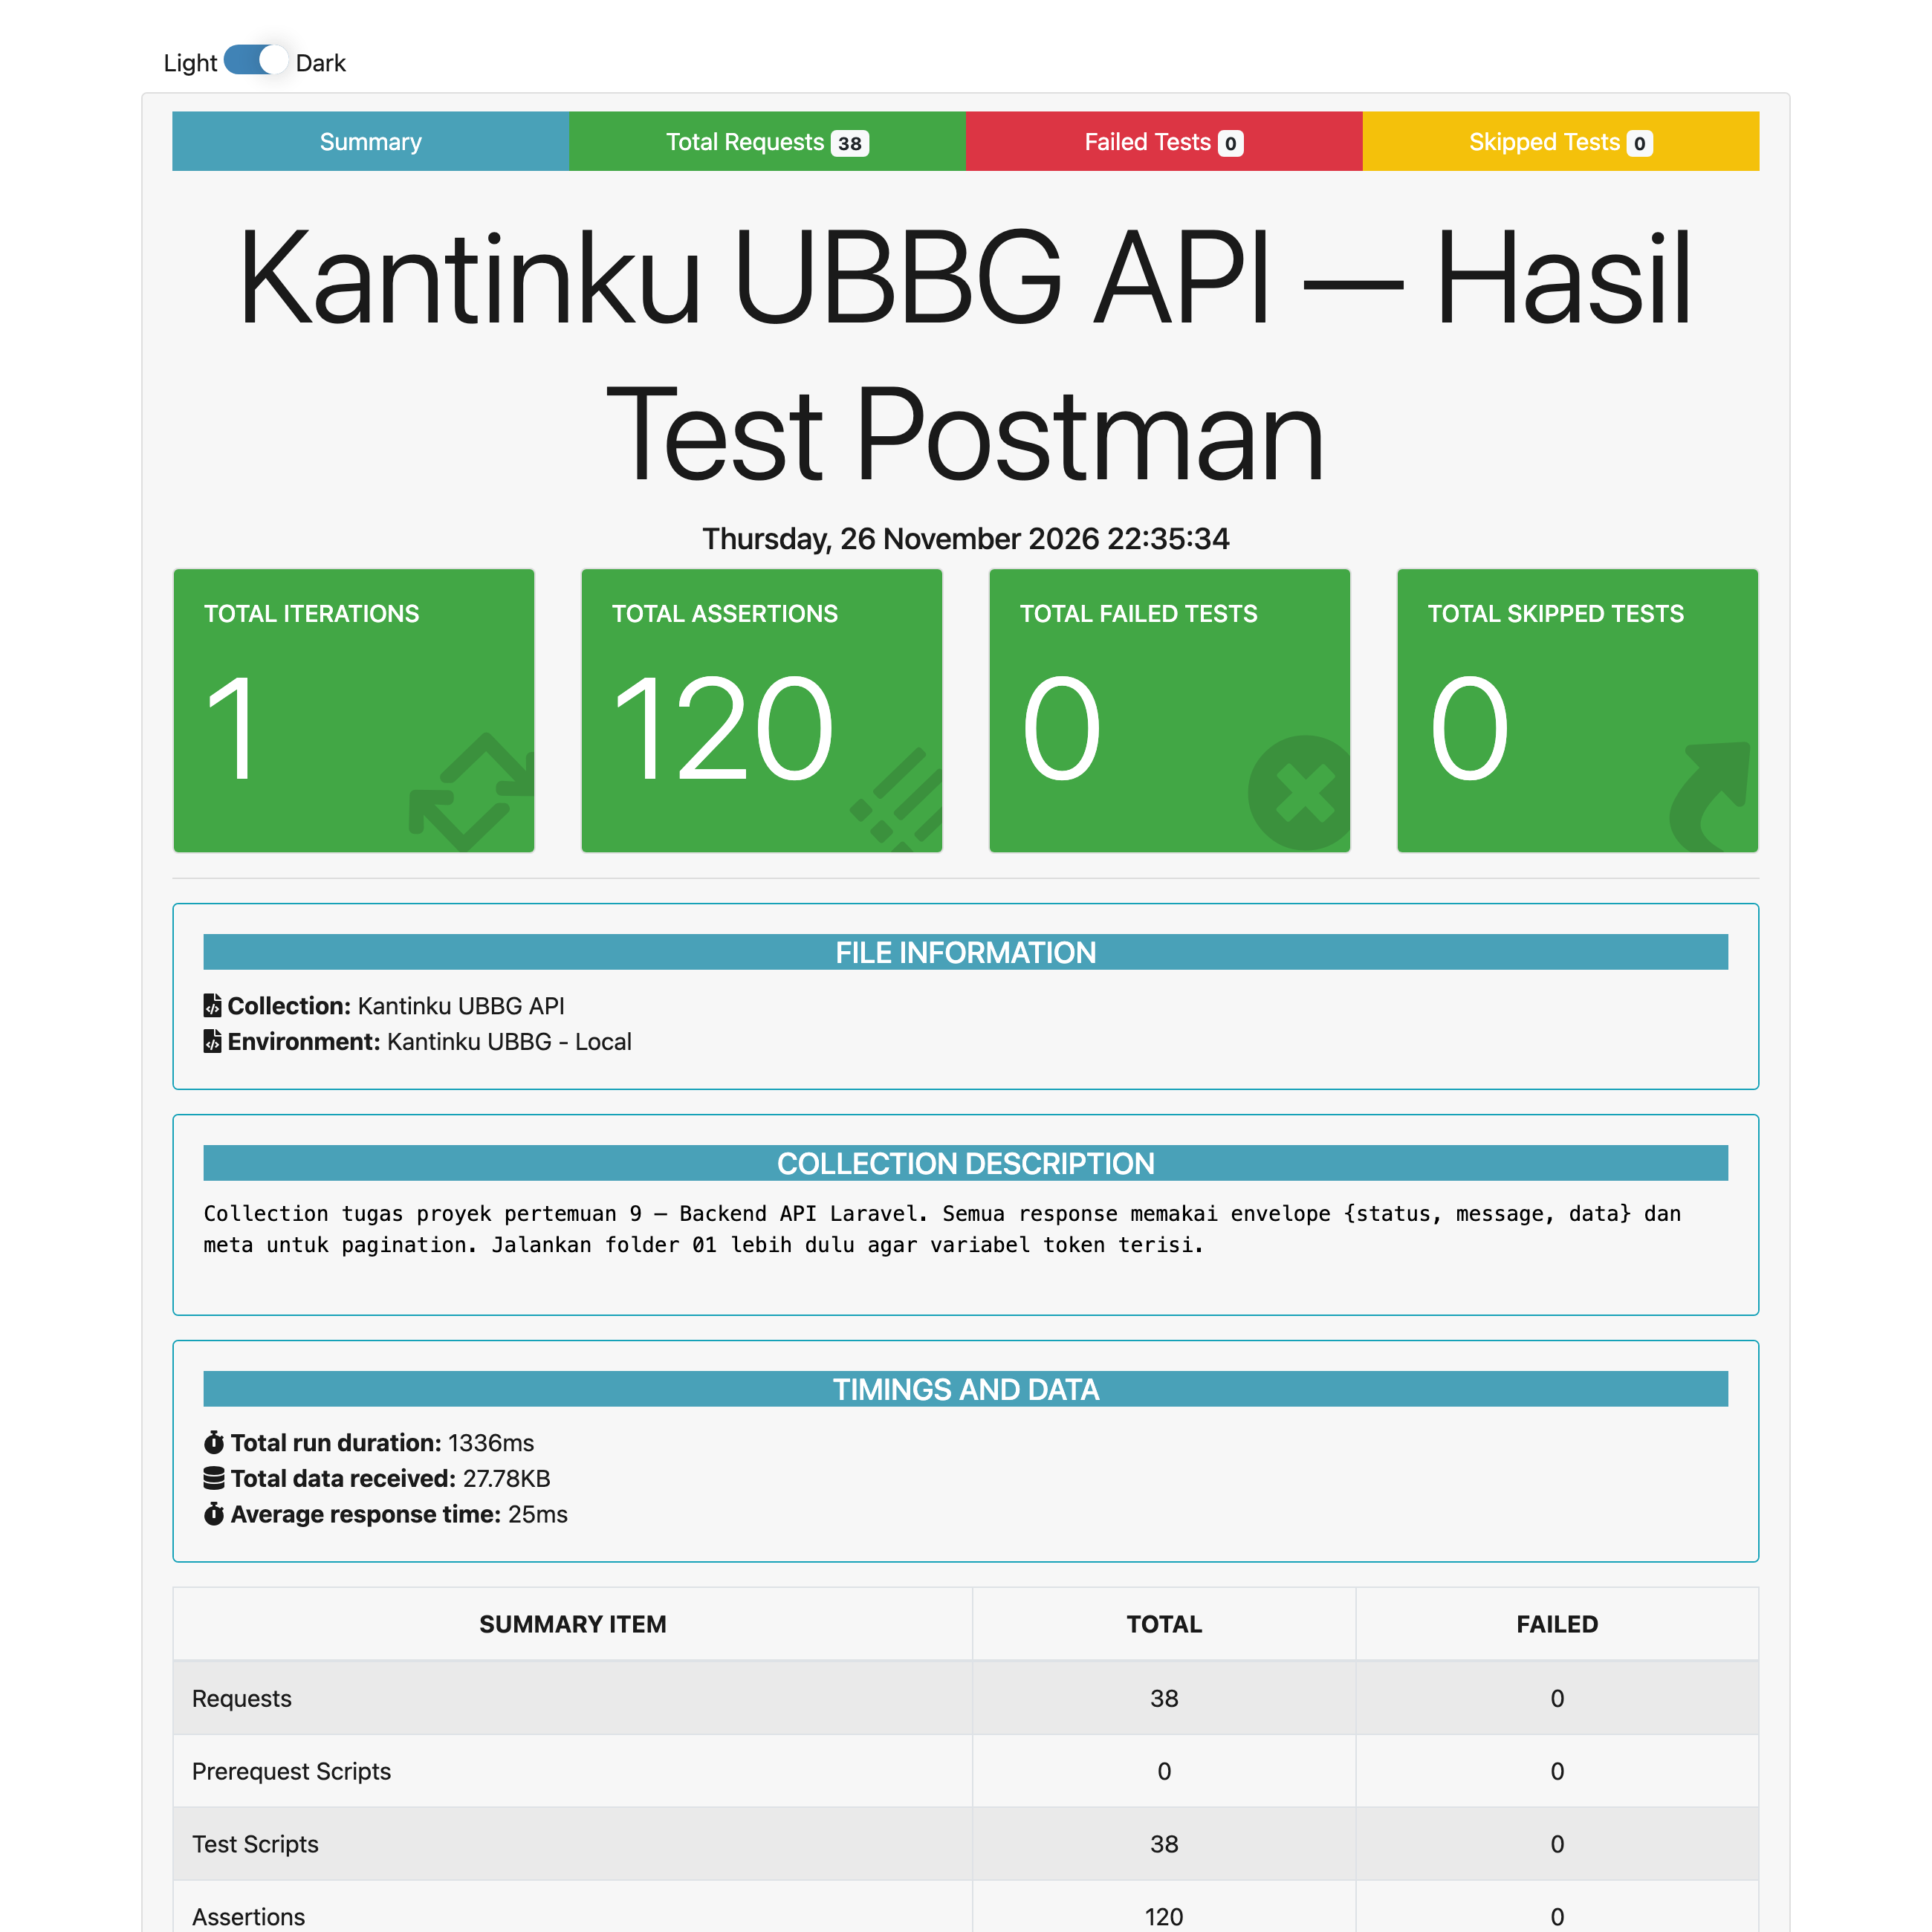 Light Dark
Summary Total Requests 38 Failed Tests 0 Skipped Tests 0
Kantinku UBBG API — Hasil
Test Postman
Thursday, 26 November 2026 22:35:34
TOTAL ITERATIONS
1
TOTAL ASSERTIONS
120
TOTAL FAILED TESTS
0
TOTAL SKIPPED TESTS
0
FILE INFORMATION
Collection: Kantinku UBBG API
Environment: Kantinku UBBG - Local
COLLECTION DESCRIPTION
Collection tugas proyek pertemuan 9 — Backend API Laravel. Semua response memakai envelope {status, message, data} dan
meta untuk pagination. Jalankan folder 01 lebih dulu agar variabel token terisi.
TIMINGS AND DATA
Total run duration: 1336ms
Total data received: 27.78KB
Average response time: 25ms
SUMMARY ITEM TOTAL FAILED
Requests 38 0
Prerequest Scripts 0 0
Test Scripts 38 0
Assertions 120 0